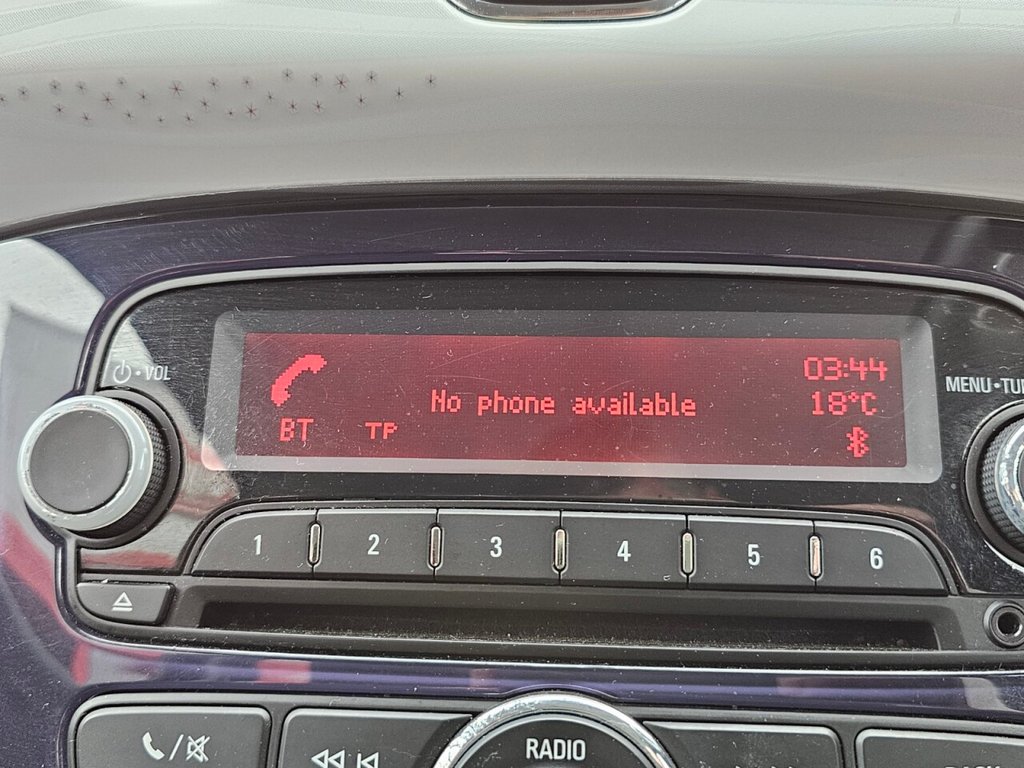 03:44
No phone available
18°C
BT
TP
VOL
MENU•TU
1 2 3 4 5 6
RADIO